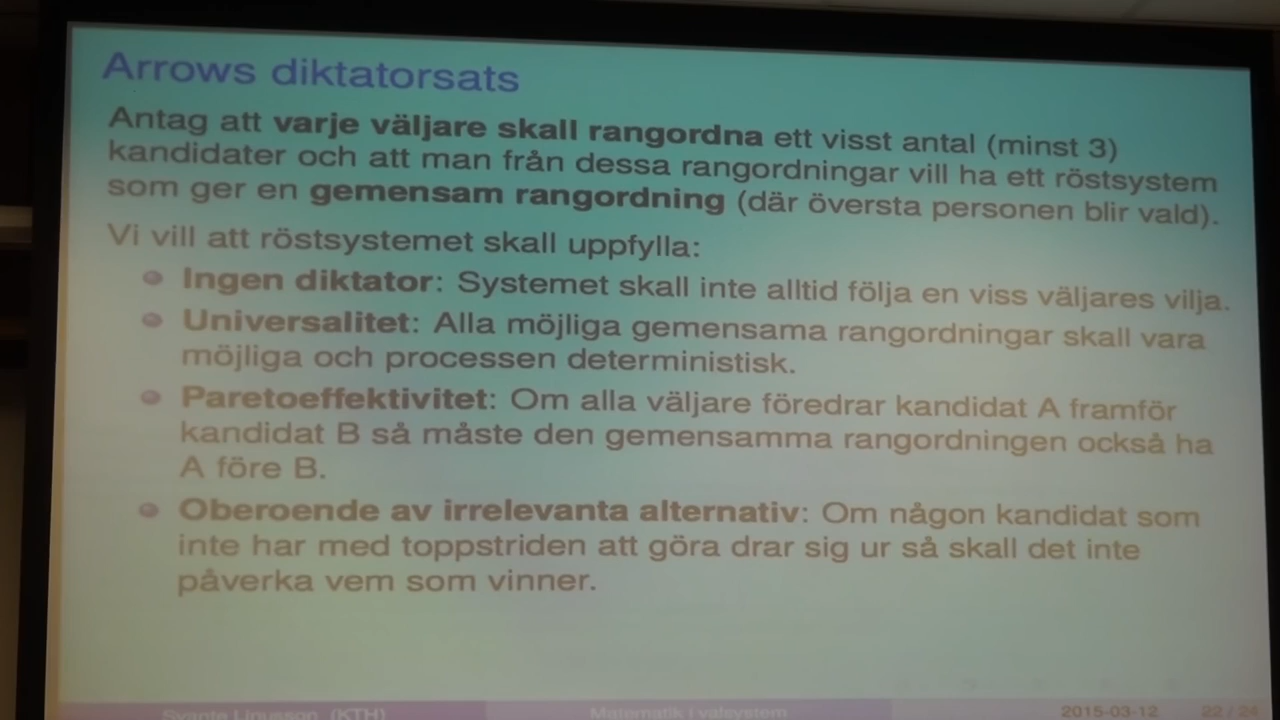 Arrows diktatorsats
Antag att varje väljare skall rangordna ett visst antal (minst 3)
kandidater och att man från dessa rangordningar vill ha ett röstsystem
som ger en gemensam rangordning (där översta personen blir vald).
Vi vill att röstsystemet skall uppfylla:
Ingen diktator: Systemet skall inte alltid följa en viss väljares vilja.
Universalitet: Alla möjliga gemensama rangordningar skall vara
möjliga och processen deterministisk.
Paretoeffektivitet: Om alla väljare föredrar kandidat A framför
kandidat B så måste den gemensamma rangordningen också ha
A före B.
Oberoende av irrelevanta alternativ: Om någon kandidat som
inte har med toppstriden att göra drar sig ur så skall det inte
påverka vem som vinner.
Svante Linusson (KTH) Matematik i valsystem 2015-03-12 22 / 24